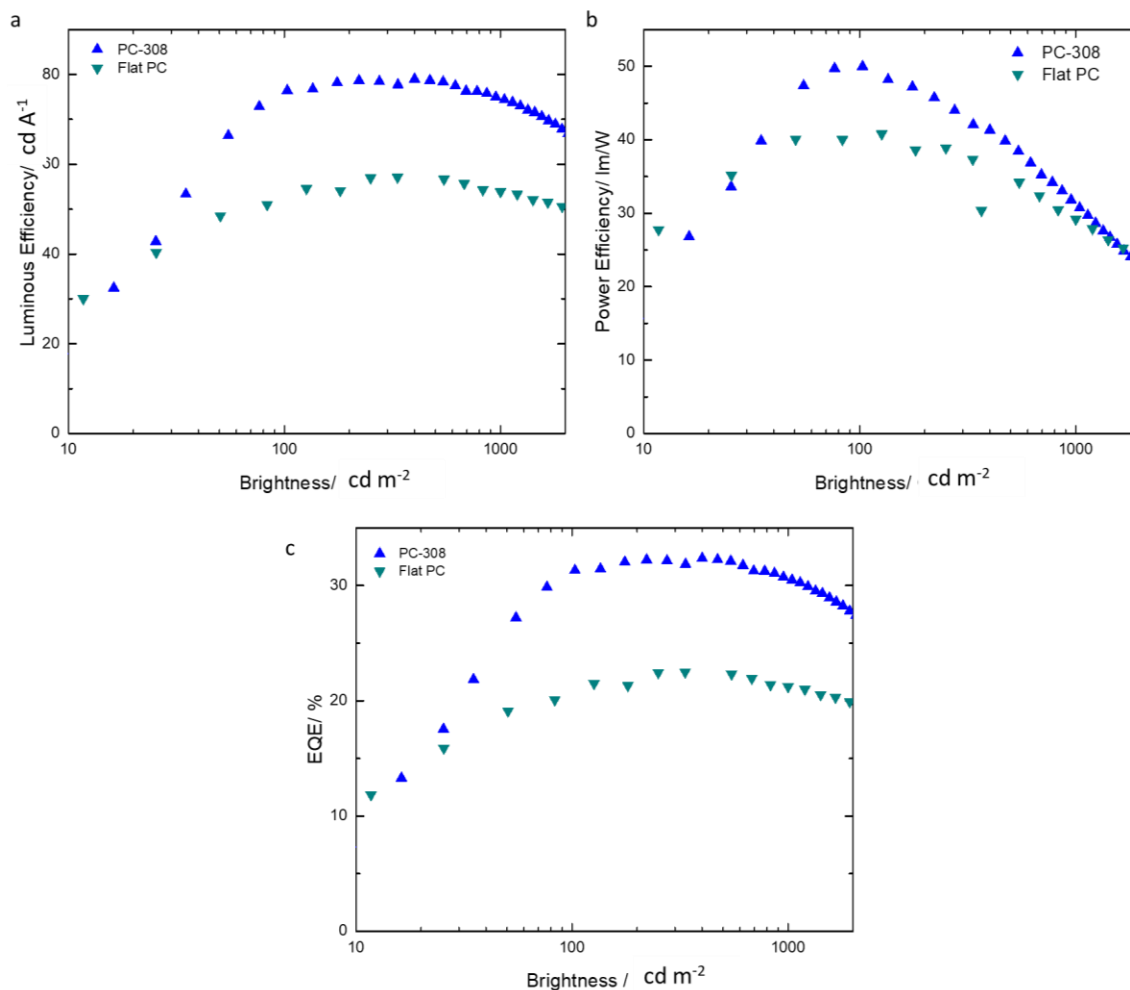 a
PC-308
Flat PC
80
60
40
20
0
10
100
1000
Luminous Efficiency/ cd A⁻¹
Brightness/ cd m⁻²
b
PC-308
Flat PC
50
40
30
20
10
0
10
100
1000
Power Efficiency/ lm/W
Brightness/ cd m⁻²
c
PC-308
Flat PC
30
20
10
0
10
100
1000
EQE/ %
Brightness / cd m⁻²